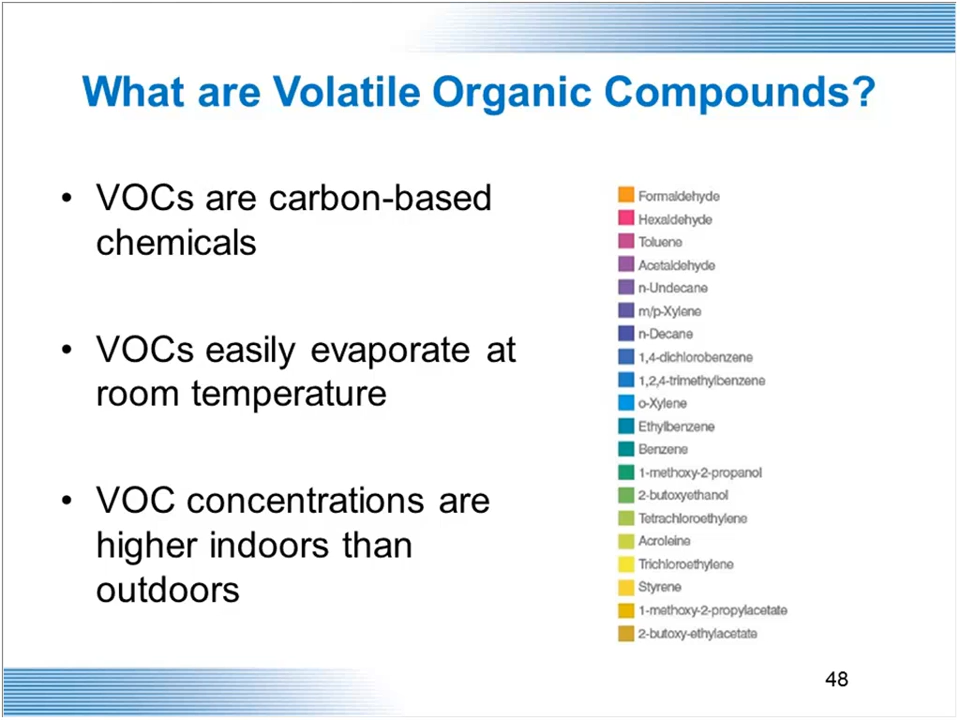 What are Volatile Organic Compounds?
• VOCs are carbon-based
chemicals
• VOCs easily evaporate at
room temperature
• VOC concentrations are
higher indoors than
outdoors
Formaldehyde
Hexaldehyde
Toluene
Acetaldehyde
n-Undecane
m/p-Xylene
n-Decane
1,4-dichlorobenzene
1,2,4-trimethylbenzene
o-Xylene
Ethylbenzene
Benzene
1-methoxy-2-propanol
2-butoxyethanol
Tetrachloroethylene
Acroleine
Trichloroethylene
Styrene
1-methoxy-2-propylacetate
2-butoxy-ethylacetate
48